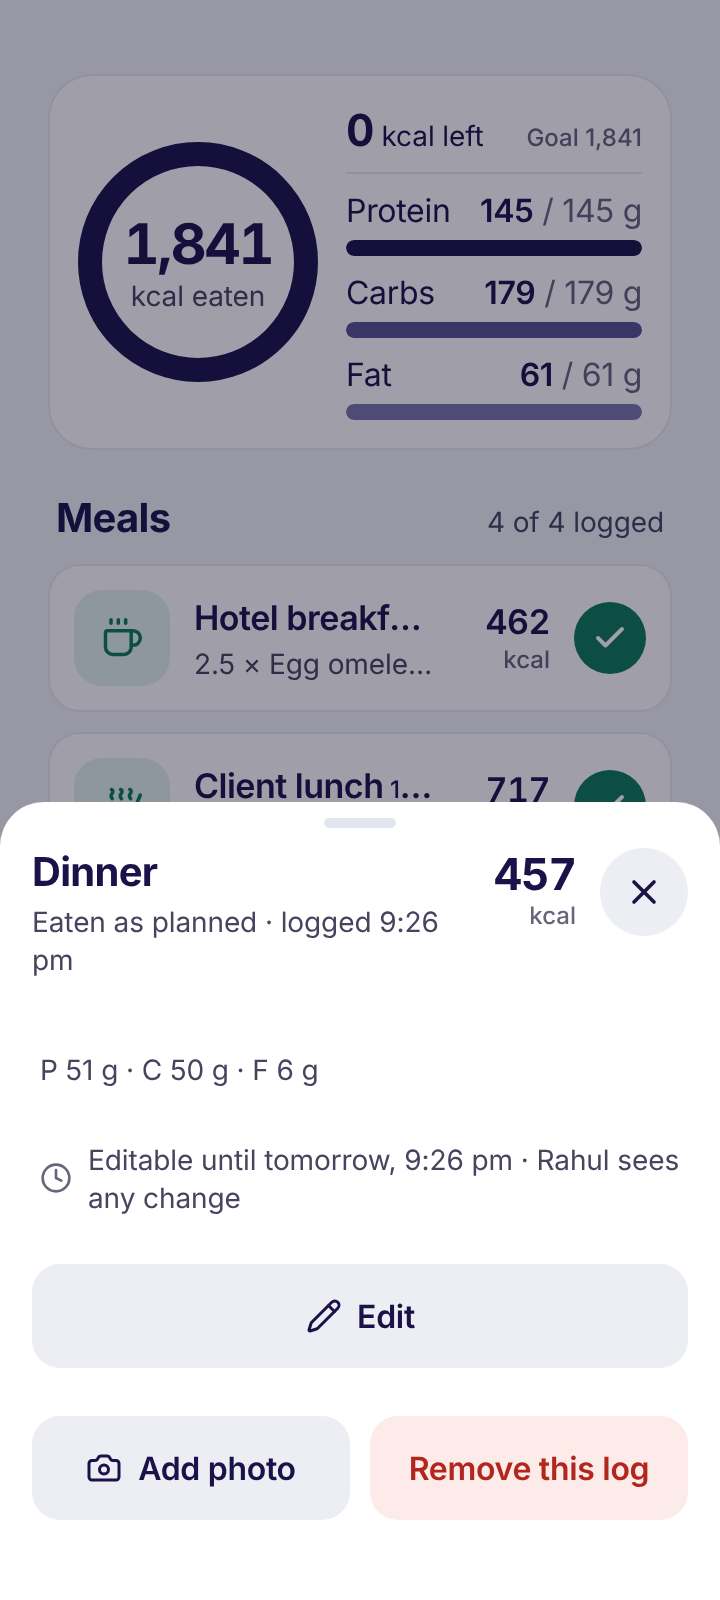 0 kcal left Goal 1,841
1,841
kcal eaten
Protein 145 / 145 g
Carbs 179 / 179 g
Fat 61 / 61 g
Meals 4 of 4 logged
Hotel breakf... 462
2.5 × Egg omele... kcal
Client lunch 1... 717
Dinner 457
kcal
Eaten as planned · logged 9:26
pm
P 51 g · C 50 g · F 6 g
Editable until tomorrow, 9:26 pm · Rahul sees
any change
Edit
Add photo Remove this log